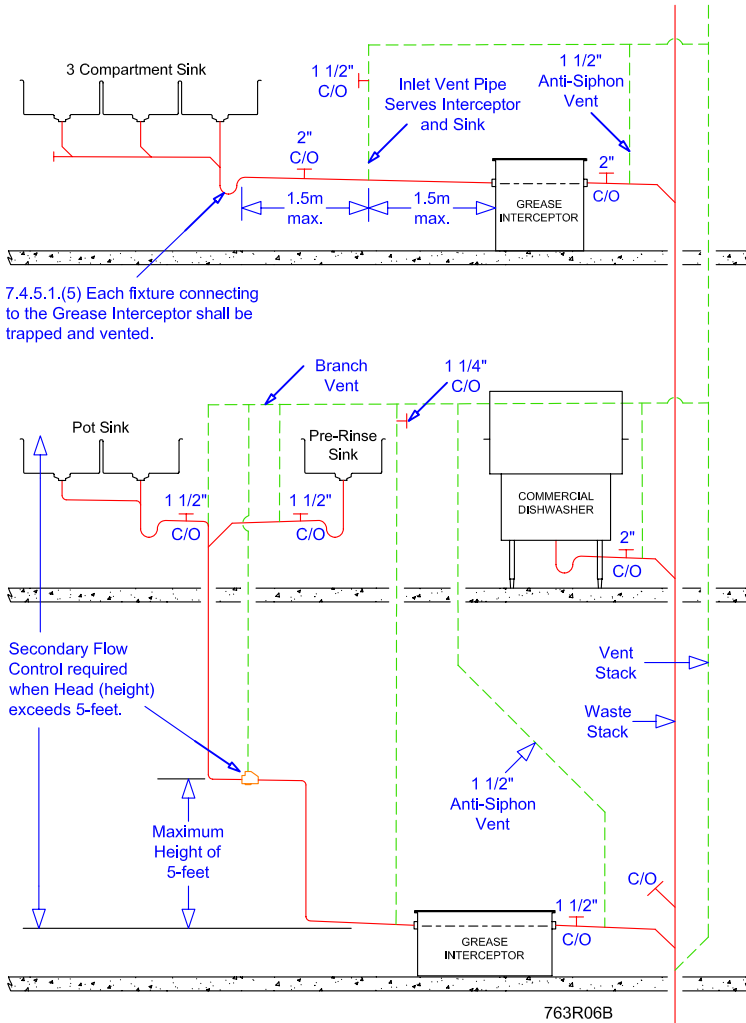 3 Compartment Sink
1 1/2"
C/O
Inlet Vent Pipe
Serves Interceptor
and Sink
1 1/2"
Anti-Siphon
Vent
2"
C/O
2"
C/O
1.5m
max.
1.5m
max.
GREASE
INTERCEPTOR
7.4.5.1.(5) Each fixture connecting
to the Grease Interceptor shall be
trapped and vented.
Branch
Vent
1 1/4"
C/O
Pot Sink
Pre-Rinse
Sink
1 1/2"
C/O
1 1/2"
C/O
COMMERCIAL
DISHWASHER
2"
C/O
Secondary Flow
Control required
when Head (height)
exceeds 5-feet.
Vent
Stack
Waste
Stack
1 1/2"
Anti-Siphon
Vent
Maximum
Height of
5-feet
C/O
1 1/2"
C/O
GREASE
INTERCEPTOR
763R06B